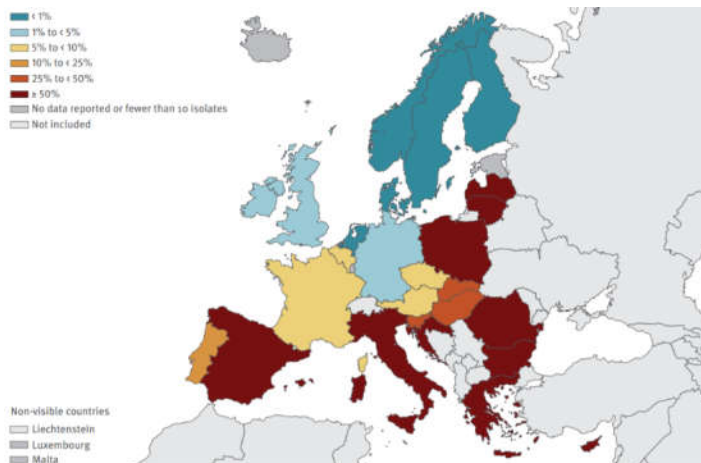 < 1%
1% to < 5%
5% to < 10%
10% to < 25%
25% to < 50%
≥ 50%
No data reported or fewer than 10 isolates
Not included
Non-visible countries
Liechtenstein
Luxembourg
Malta